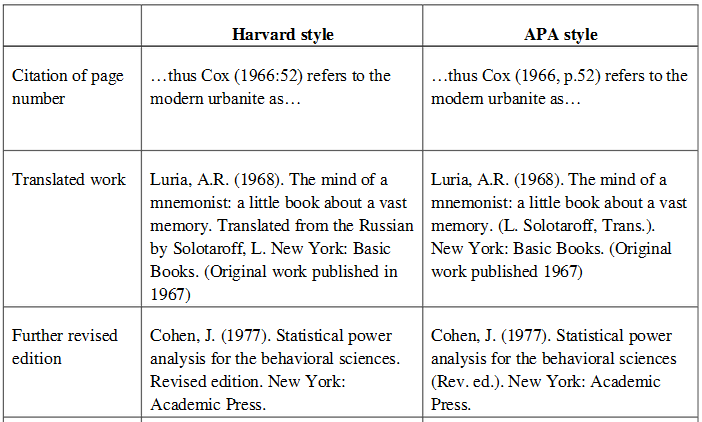 Harvard style
APA style
Citation of page
number
…thus Cox (1966:52) refers to the
modern urbanite as…
…thus Cox (1966, p.52) refers to the
modern urbanite as…
Translated work
Luria, A.R. (1968). The mind of a
mnemonist: a little book about a vast
memory. Translated from the Russian
by Solotaroff, L. New York: Basic
Books. (Original work published in
1967)
Luria, A.R. (1968). The mind of a
mnemonist: a little book about a vast
memory. (L. Solotaroff, Trans.).
New York: Basic Books. (Original
work published 1967)
Further revised
edition
Cohen, J. (1977). Statistical power
analysis for the behavioral sciences.
Revised edition. New York:
Academic Press.
Cohen, J. (1977). Statistical power
analysis for the behavioral sciences
(Rev. ed.). New York: Academic
Press.